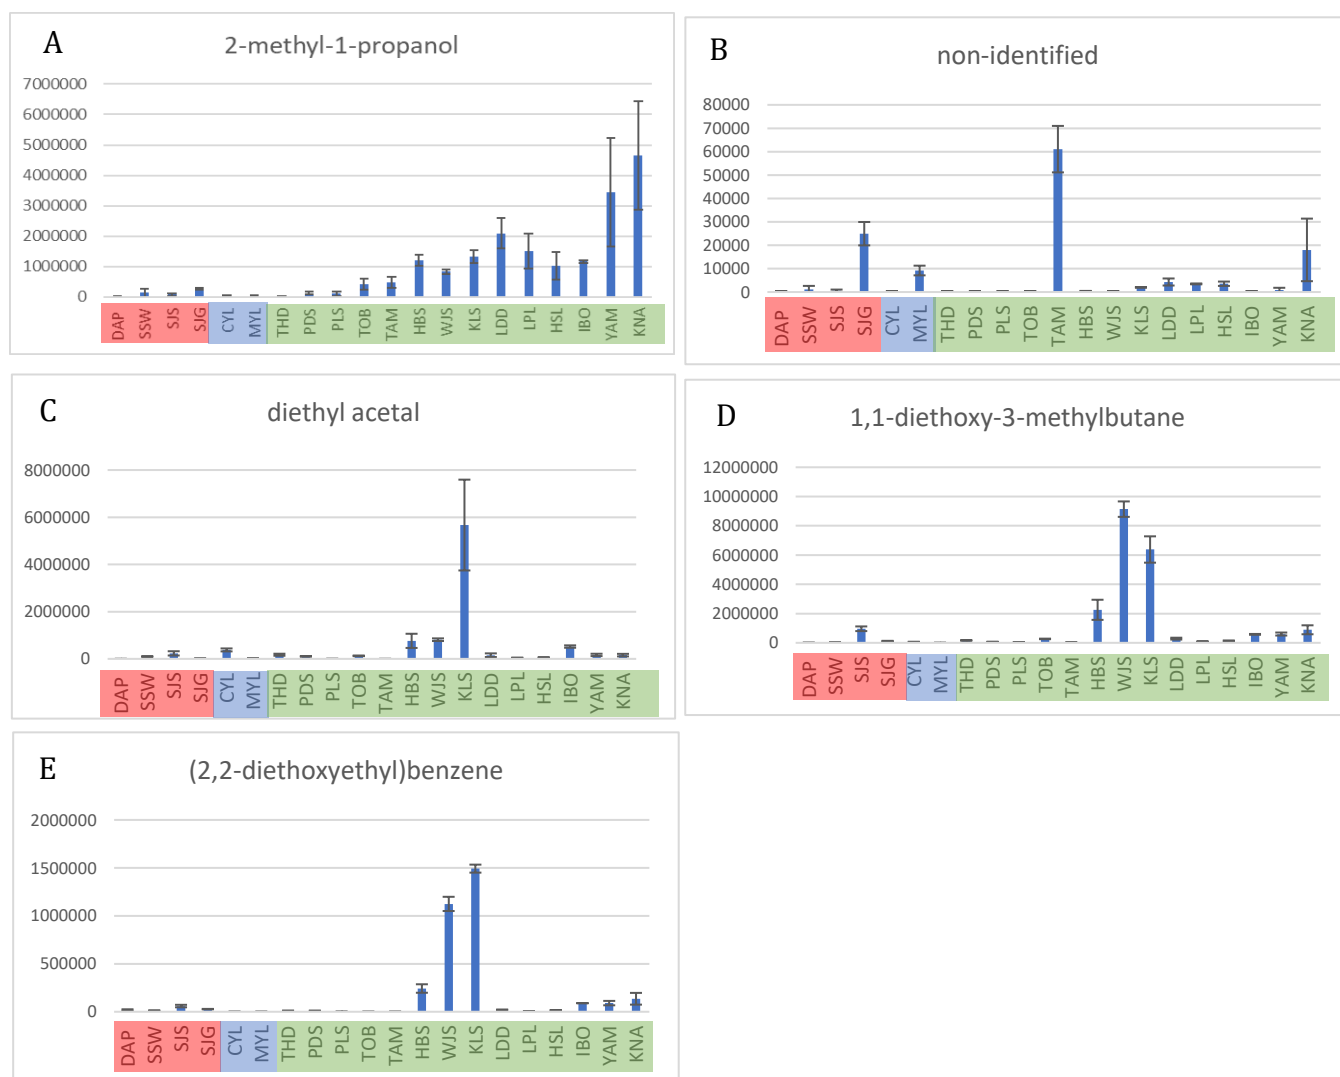 A
2-methyl-1-propanol
7000000
6000000
5000000
4000000
3000000
2000000
1000000
0
DAP SSW SJS SJG CYL MYL THD PDS PLS TOB TAM HBS WJS KLS LDD LPL HSL IBO YAM KNA
B
non-identified
80000
70000
60000
50000
40000
30000
20000
10000
0
DAP SSW SJS SJG CYL MYL THD PDS PLS TOB TAM HBS WJS KLS LDD LPL HSL IBO YAM KNA
C
diethyl acetal
8000000
6000000
4000000
2000000
0
DAP SSW SJS SJG CYL MYL THD PDS PLS TOB TAM HBS WJS KLS LDD LPL HSL IBO YAM KNA
D
1,1-diethoxy-3-methylbutane
12000000
10000000
8000000
6000000
4000000
2000000
0
DAP SSW SJS SJG CYL MYL THD PDS PLS TOB TAM HBS WJS KLS LDD LPL HSL IBO YAM KNA
E
(2,2-diethoxyethyl)benzene
2000000
1500000
1000000
500000
0
DAP SSW SJS SJG CYL MYL THD PDS PLS TOB TAM HBS WJS KLS LDD LPL HSL IBO YAM KNA